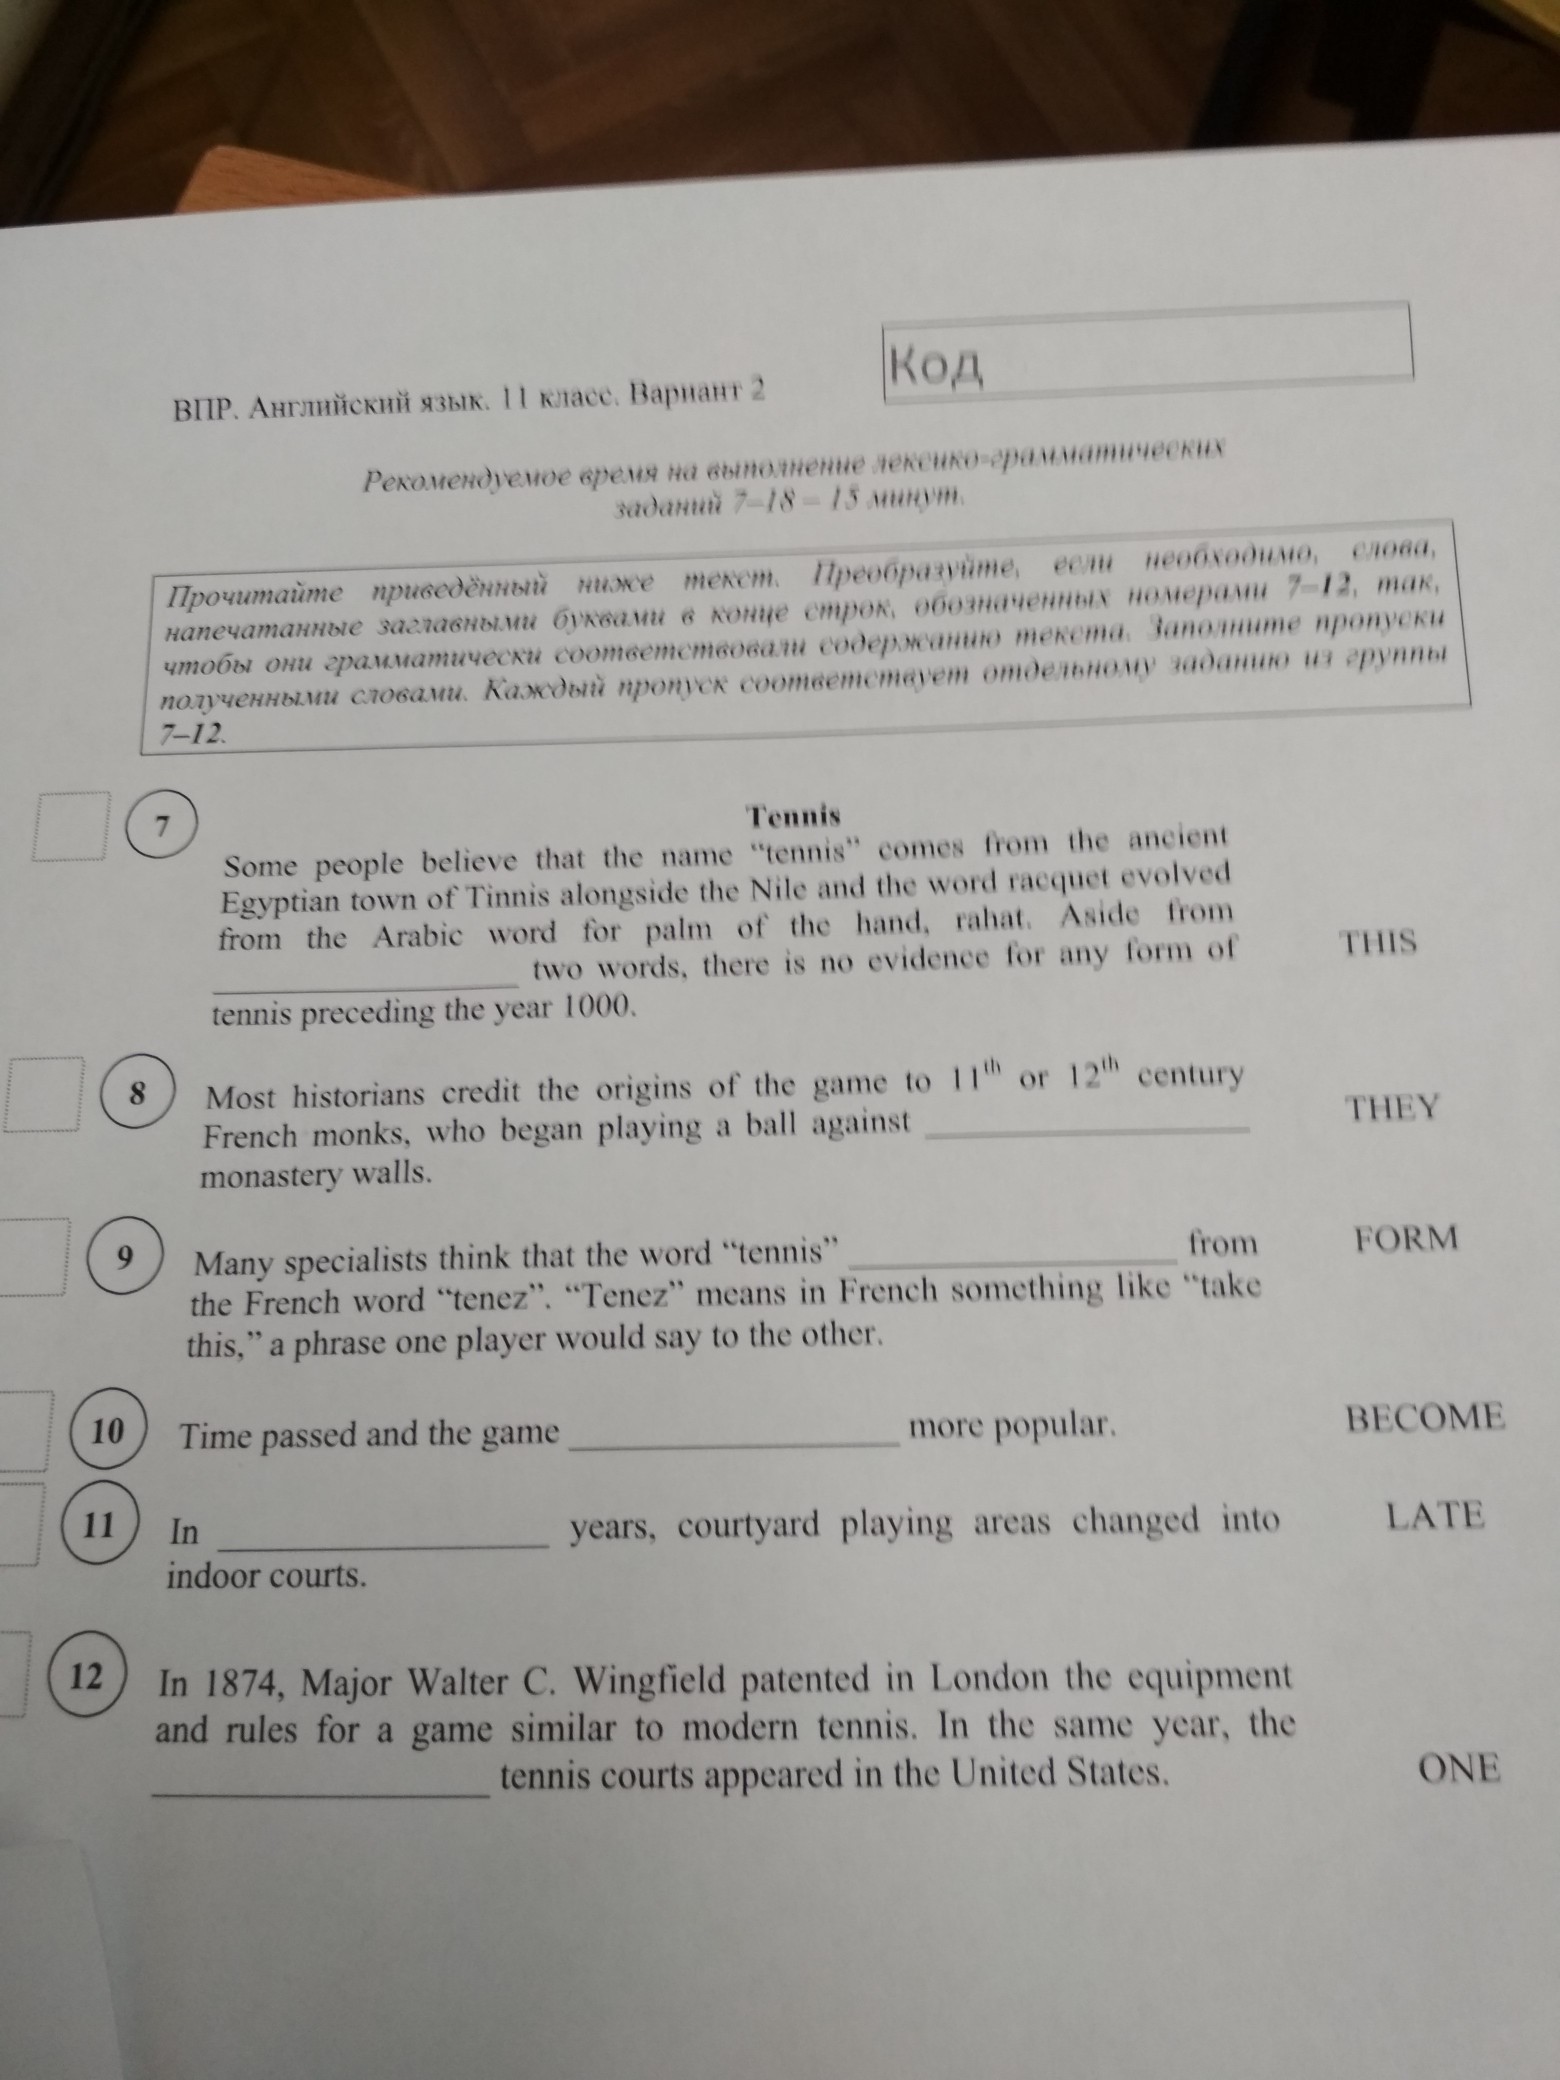 Код
ВПР. Английский язык. 11 класс. Вариант 2
Рекомендуемое время на выполнение лексико-грамматических
заданий 7–18 – 15 минут.
Прочитайте приведённый ниже текст. Преобразуйте, если необходимо, слова,
напечатанные заглавными буквами в конце строк, обозначенных номерами 7–12, так,
чтобы они грамматически соответствовали содержанию текста. Заполните пропуски
полученными словами. Каждый пропуск соответствует отдельному заданию из группы
7–12.
Tennis
7
Some people believe that the name “tennis” comes from the ancient
Egyptian town of Tinnis alongside the Nile and the word racquet evolved
from the Arabic word for palm of the hand, rahat. Aside from
____________ two words, there is no evidence for any form of THIS
tennis preceding the year 1000.
8 Most historians credit the origins of the game to 11th or 12th century
French monks, who began playing a ball against ____________ THEY
monastery walls.
9 Many specialists think that the word “tennis” ____________ from FORM
the French word “tenez”. “Tenez” means in French something like “take
this,” a phrase one player would say to the other.
10 Time passed and the game ____________ more popular. BECOME
11 In ____________ years, courtyard playing areas changed into LATE
indoor courts.
12 In 1874, Major Walter C. Wingfield patented in London the equipment
and rules for a game similar to modern tennis. In the same year, the
____________ tennis courts appeared in the United States. ONE